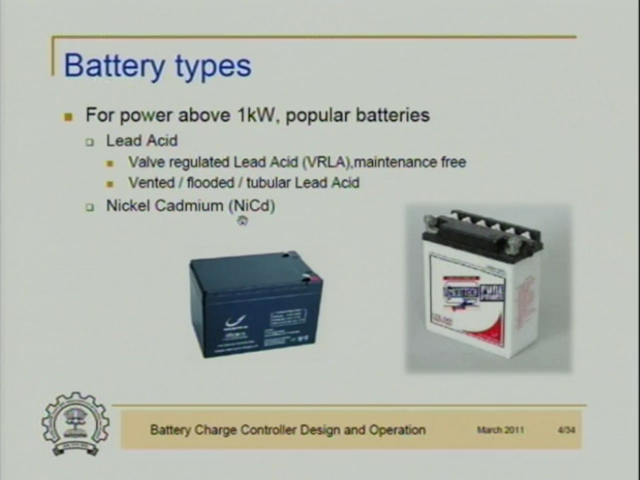 Battery types
For power above 1kW, popular batteries
Lead Acid
Valve regulated Lead Acid (VRLA),maintenance free
Vented / flooded / tubular Lead Acid
Nickel Cadmium (NiCd)
Battery Charge Controller Design and Operation
March 2011
4/34